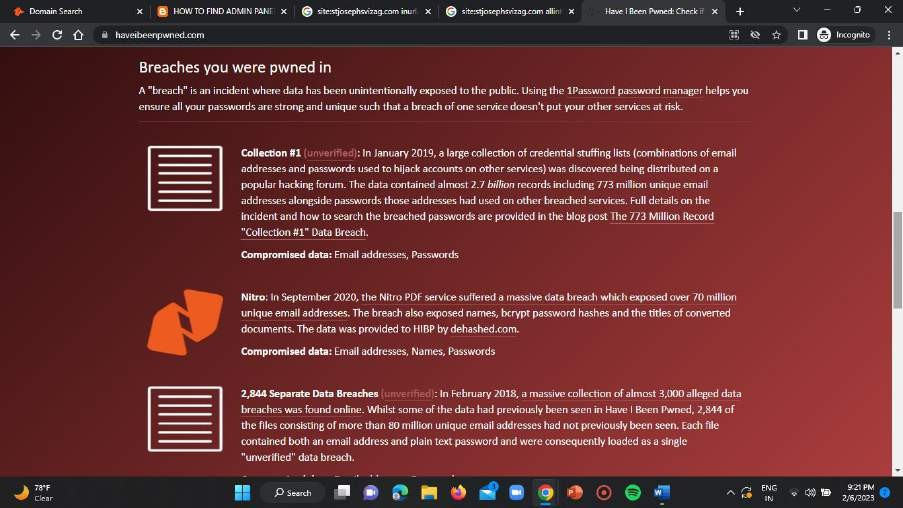 Domain Search
HOW TO FIND ADMIN PANE
site:stjosephsvizag.com inur
site:stjosephsvizag.com allint
Have I Been Pwned: Check if
haveibeenpwned.com
Incognito
Breaches you were pwned in
A "breach" is an incident where data has been unintentionally exposed to the public. Using the 1Password password manager helps you
ensure all your passwords are strong and unique such that a breach of one service doesn't put your other services at risk.
Collection #1 (unverified): In January 2019, a large collection of credential stuffing lists (combinations of email
addresses and passwords used to hijack accounts on other services) was discovered being distributed on a
popular hacking forum. The data contained almost 2.7 billion records including 773 million unique email
addresses alongside passwords those addresses had used on other breached services. Full details on the
incident and how to search the breached passwords are provided in the blog post The 773 Million Record
"Collection #1" Data Breach.
Compromised data: Email addresses, Passwords
Nitro: In September 2020, the Nitro PDF service suffered a massive data breach which exposed over 70 million
unique email addresses. The breach also exposed names, bcrypt password hashes and the titles of converted
documents. The data was provided to HIBP by dehashed.com.
Compromised data: Email addresses, Names, Passwords
2,844 Separate Data Breaches (unverified): In February 2018, a massive collection of almost 3,000 alleged data
breaches was found online. Whilst some of the data had previously been seen in Have I Been Pwned, 2,844 of
the files consisting of more than 80 million unique email addresses had not previously been seen. Each file
contained both an email address and plain text password and were consequently loaded as a single
"unverified" data breach.
78°F
Clear
Search
ENG
IN
9:21 PM
2/6/2023